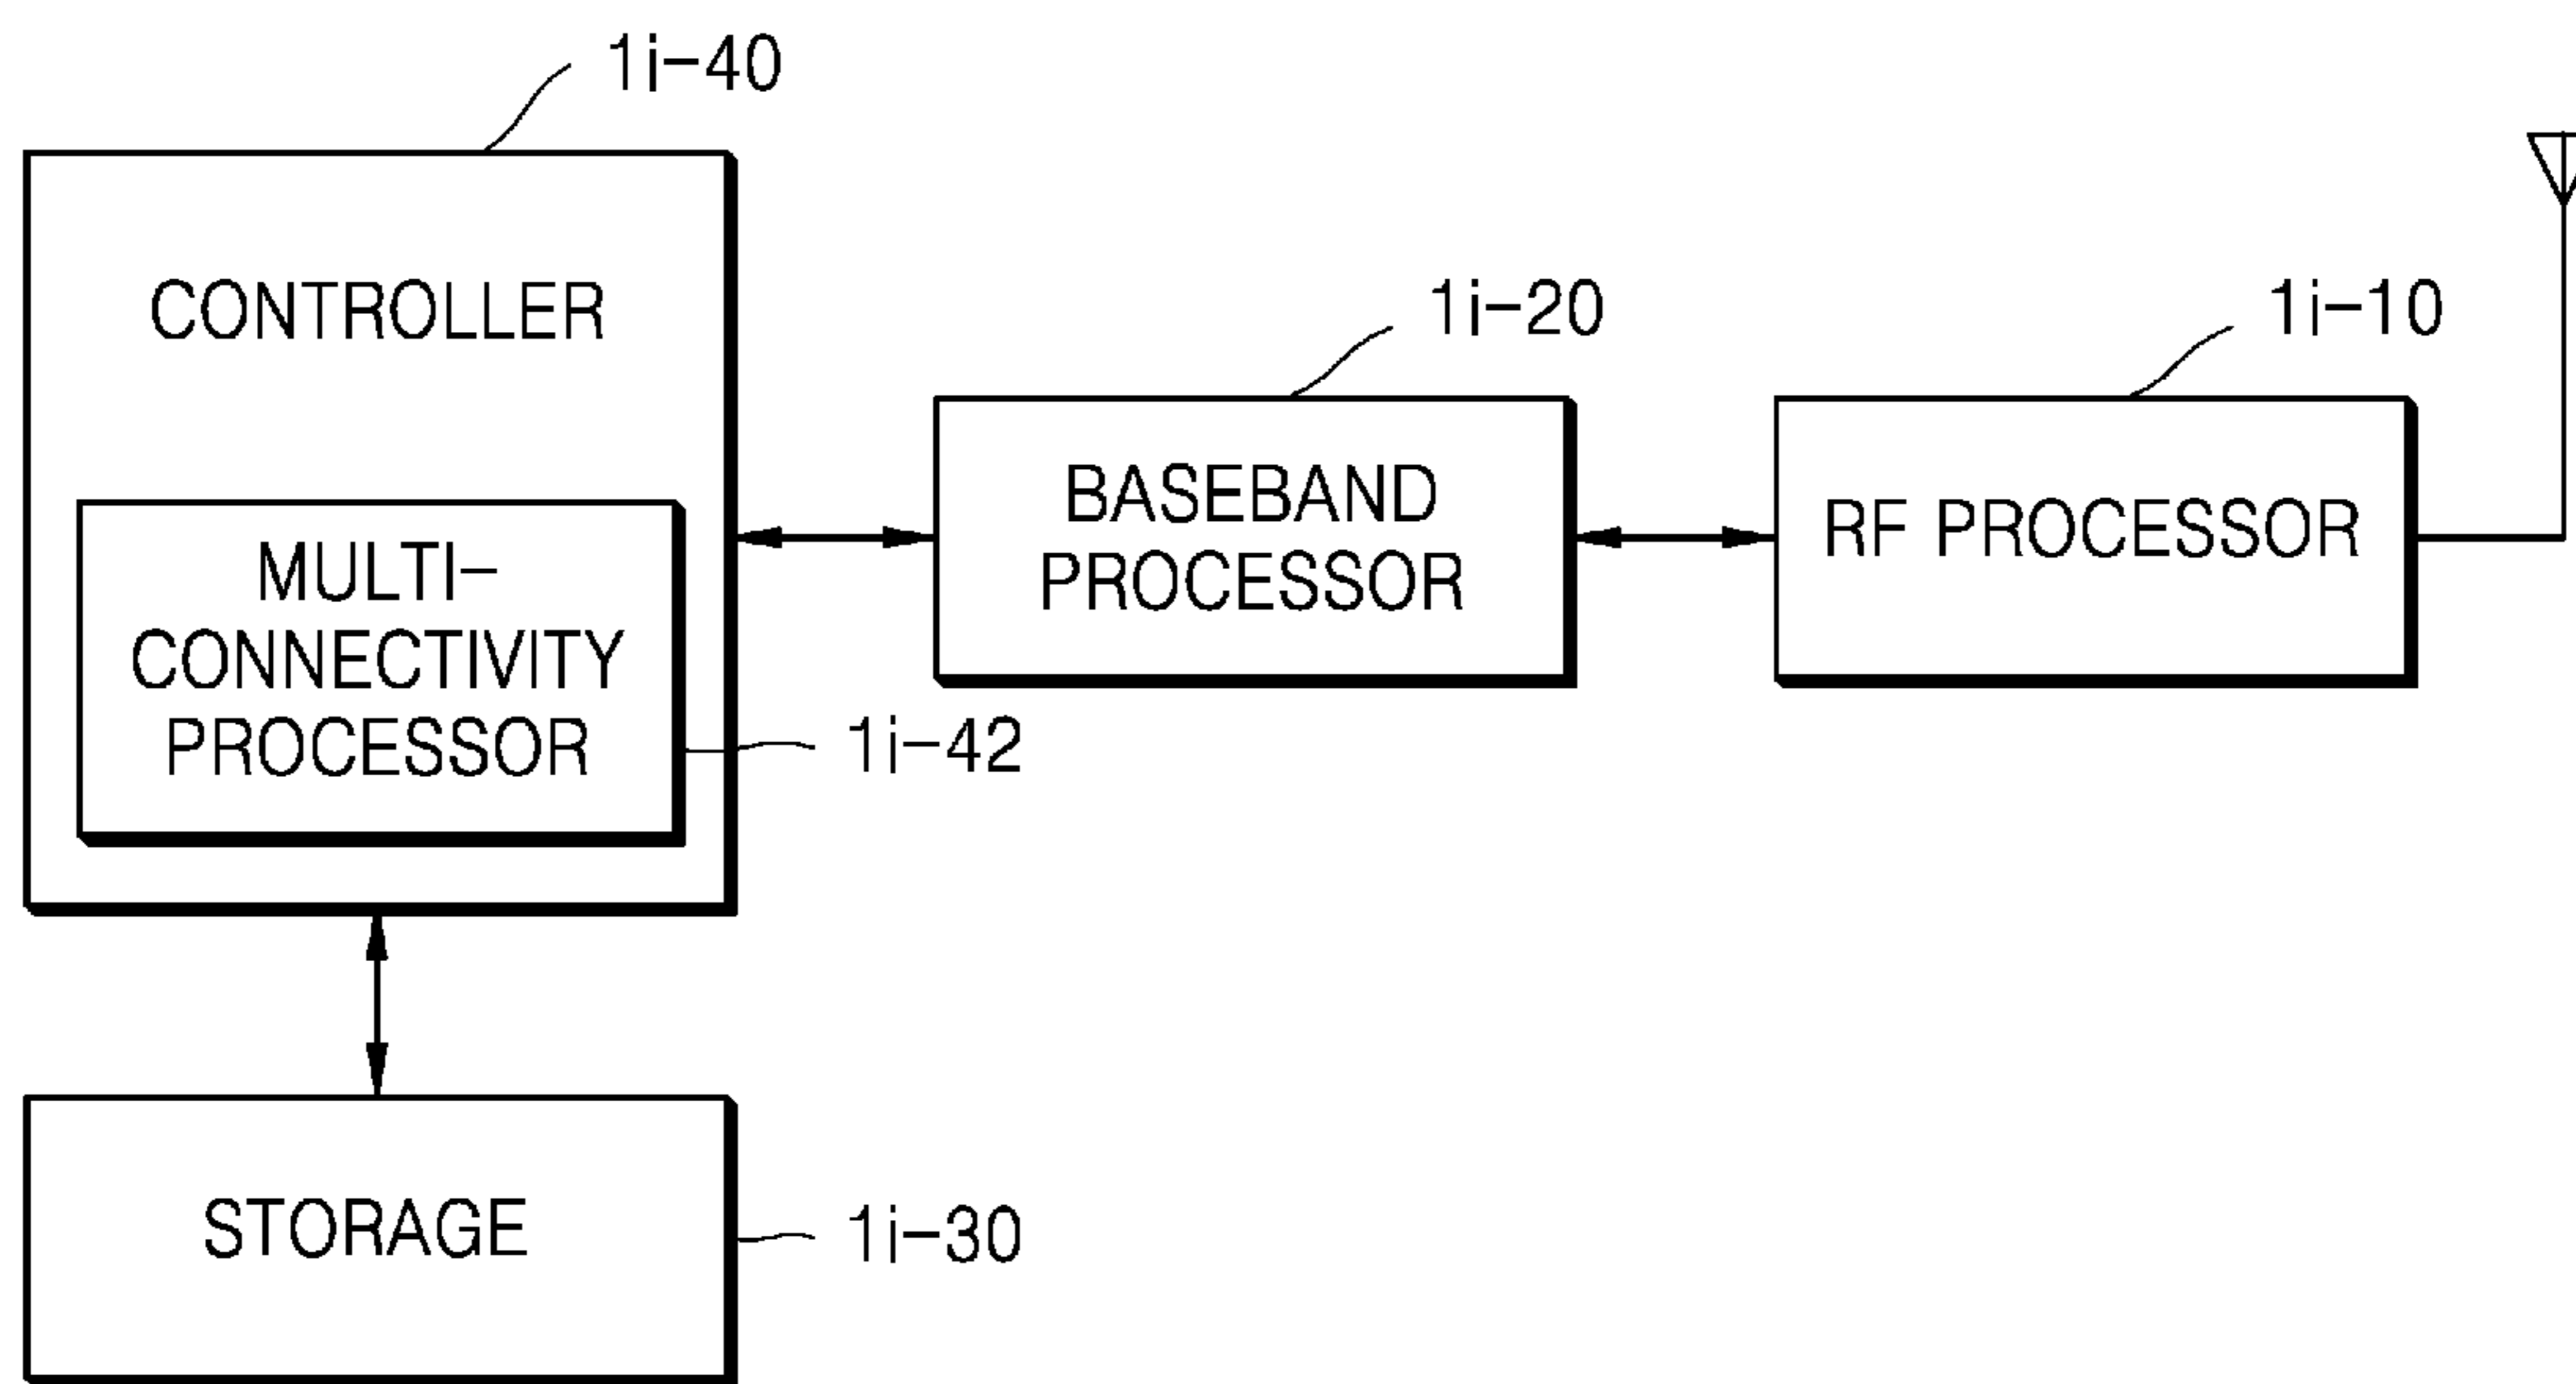 1i-40
CONTROLLER
1i-20
1i-10
BASEBAND
PROCESSOR
RF PROCESSOR
MULTI-
CONNECTIVITY
PROCESSOR
1i-42
STORAGE
1i-30